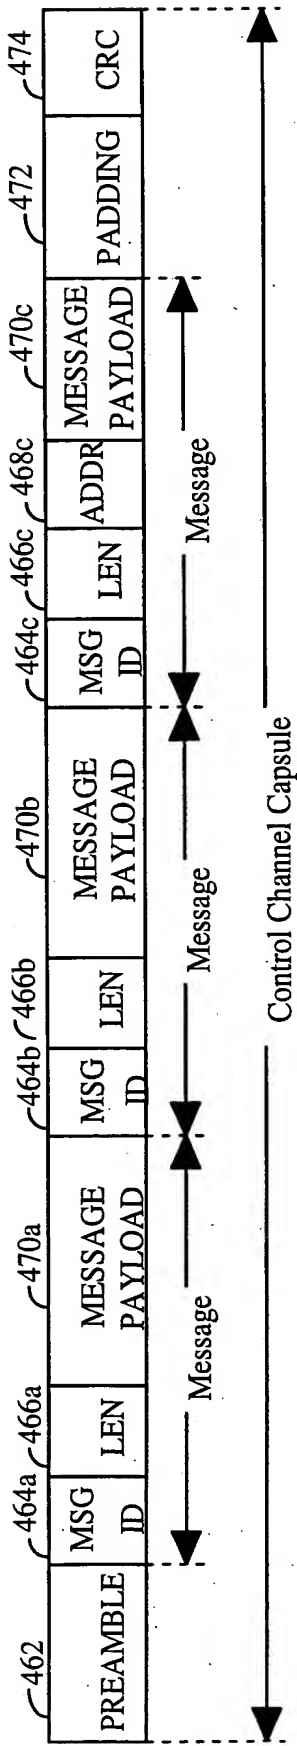 462 464a 466a 470a 464b 466b 470b 464c 466c 468c 470c 472 474
PREAMBLE MSG ID LEN MESSAGE PAYLOAD MSG ID LEN MESSAGE PAYLOAD MSG ID LEN ADDR MESSAGE PAYLOAD PADDING CRC
Message Message Message
Control Channel Capsule